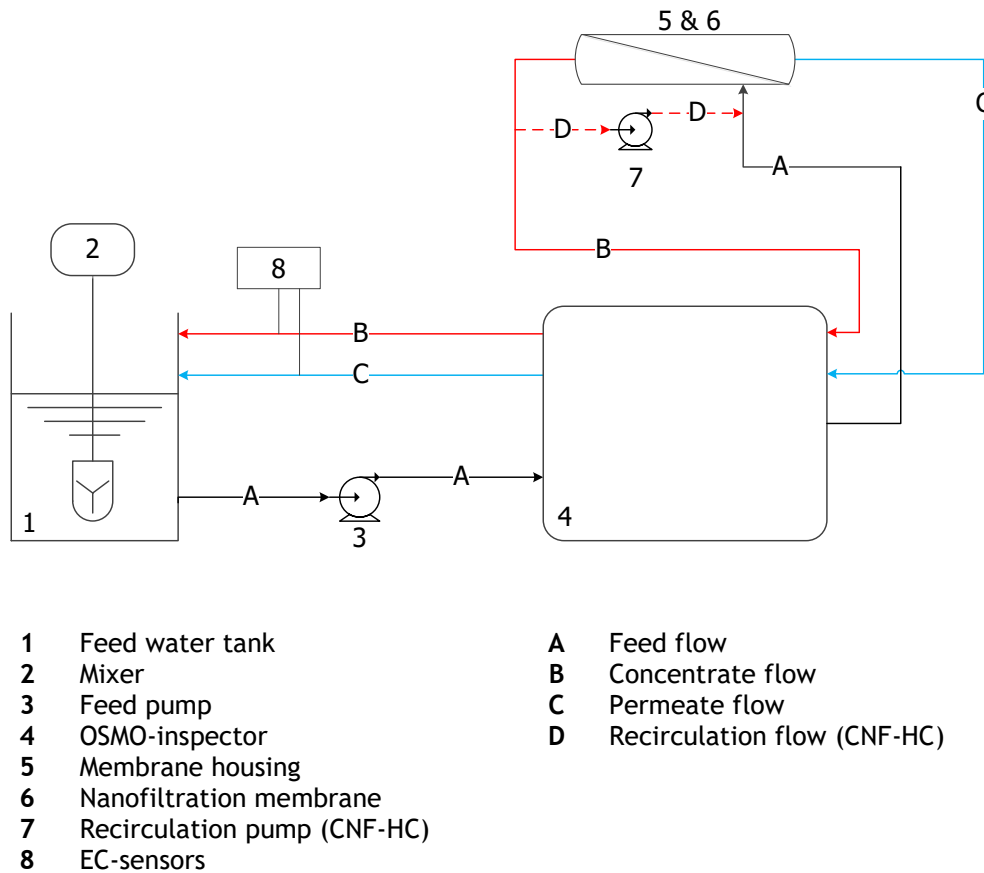 5 & 6
C
D
D
7
A
2
8
B
B
C
A
A
1
3
4
1 Feed water tank
2 Mixer
3 Feed pump
4 OSMO-inspector
5 Membrane housing
6 Nanofiltration membrane
7 Recirculation pump (CNF-HC)
8 EC-sensors
A Feed flow
B Concentrate flow
C Permeate flow
D Recirculation flow (CNF-HC)